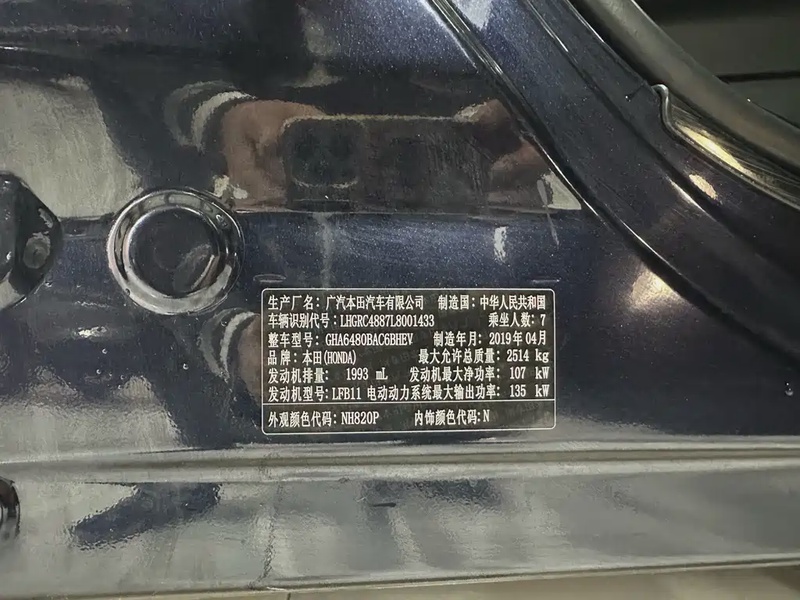 生产厂名：广汽本田汽车有限公司 制造国：中华人民共和国
车辆识别代号：LHGRC4887L8001433 乘坐人数：7
整车型号：GHA6480BAC6BHEV 制造年月：2019年04月
品牌：本田(HONDA) 最大允许总质量：2514 kg
发动机排量： 1993 mL 发动机最大净功率： 107 kW
发动机型号：LFB11 电动动力系统最大输出功率： 135 kW
外观颜色代码：NH820P 内饰颜色代码：N